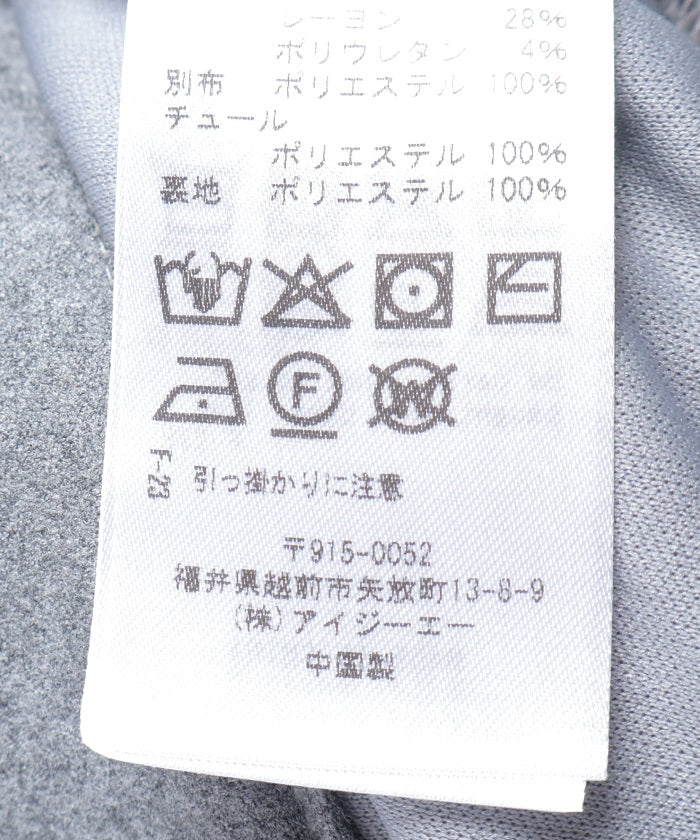 レーヨン 28%
ポリウレタン 4%
別布 ポリエステル 100%
チュール
ポリエステル 100%
裏地 ポリエステル 100%
F
W
F-23 引っ掛かりに注意
〒915-0052
福井県越前市矢放町13-8-9
(株)アイジーエー
中国製